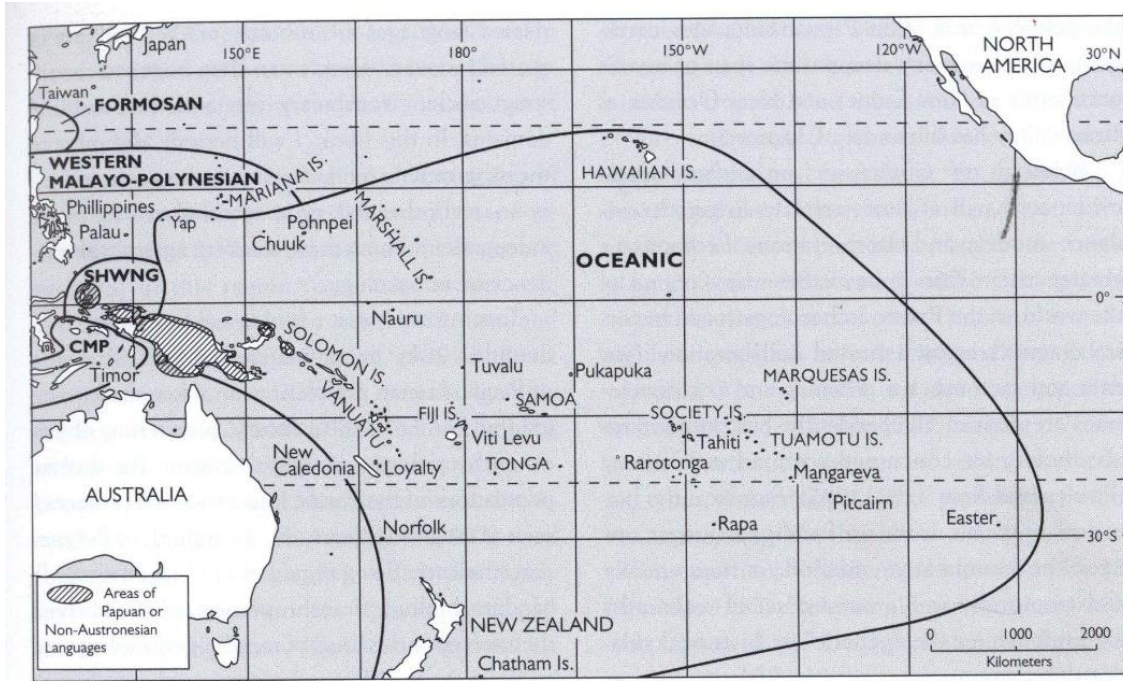 Japan
150°E
180°
150°W
120°W
NORTH
AMERICA
30°N
Taiwan
FORMOSAN
WESTERN
MALAYO-POLYNESIAN
MARIANA IS.
HAWAIIAN IS.
Phillippines
Palau
Yap
Chuuk
Pohnpei
MARSHALL IS.
OCEANIC
SHWNG
0°
Nauru
CMP
Timor
SOLOMON IS.
Tuvalu
Pukapuka
MARQUESAS IS.
VANUATU
FIJI IS.
SAMOA
SOCIETY IS.
Viti Levu
Tahiti
TUAMOTU IS.
New
Caledonia
Loyalty
TONGA
Rarotonga
Mangareva
AUSTRALIA
Pitcairn
Norfolk
Rapa
Easter
30°S
Areas of
Papuan or
Non-Austronesian
Languages
NEW ZEALAND
Chatham Is.
0 1000 2000
Kilometers